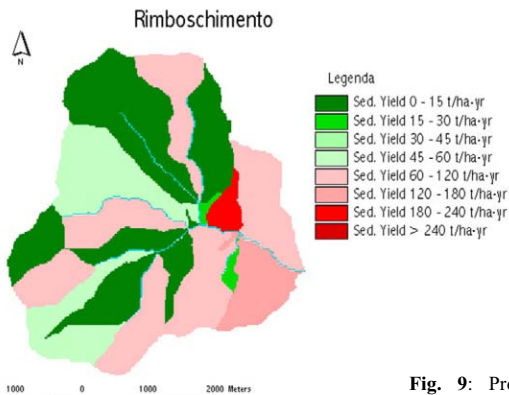 Rimboschimento
N
Legenda
Sed. Yield 0 - 15 t/ha·yr
Sed. Yield 15 - 30 t/ha·yr
Sed. Yield 30 - 45 t/ha·yr
Sed. Yield 45 - 60 t/ha·yr
Sed. Yield 60 - 120 t/ha·yr
Sed. Yield 120 - 180 t/ha·yr
Sed. Yield 180 - 240 t/ha·yr
Sed. Yield > 240 t/ha·yr
1000 0 1000 2000 Meters
Fig. 9: Pro